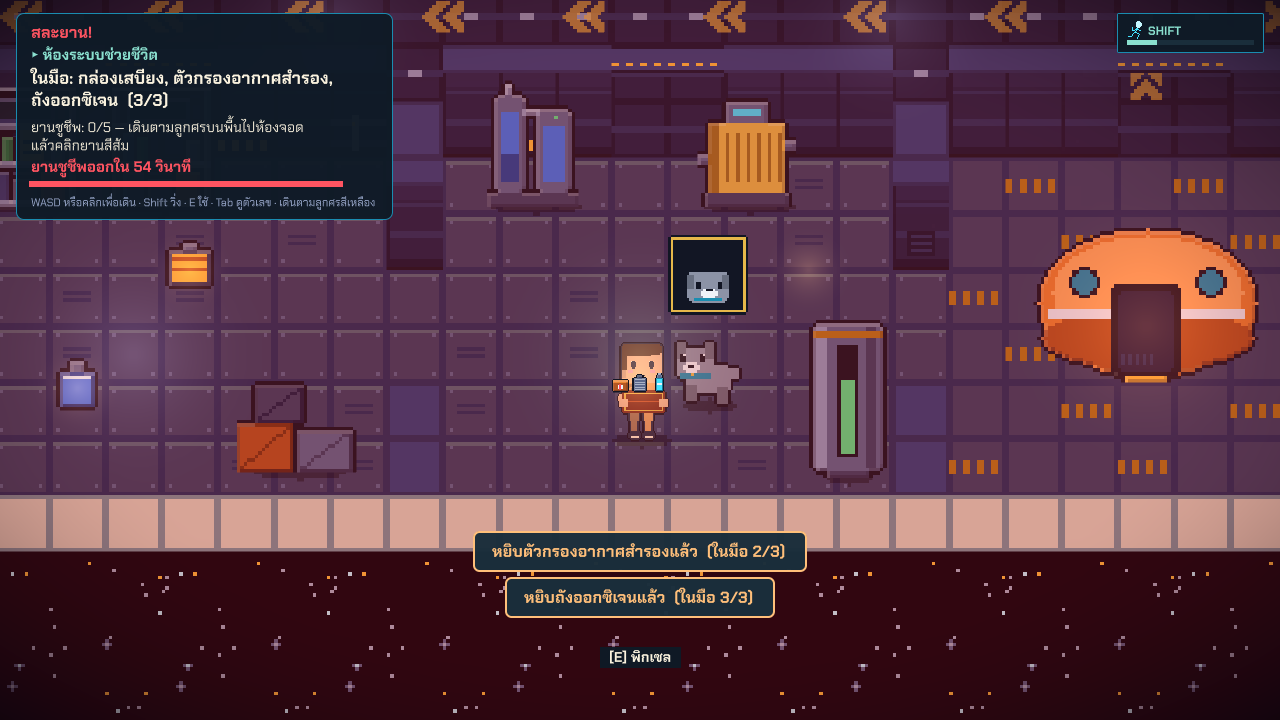 สละยาน!
▸ ห้องระบบช่วยชีวิต
ในมือ: กล่องเสบียง, ตัวกรองอากาศสำรอง,
ถังออกซิเจน (3/3)
ยานชูชีพ: 0/5 — เดินตามลูกศรบนพื้นไปห้องจอด
แล้วคลิกยานสีส้ม
ยานชูชีพออกใน 54 วินาที
WASD หรือคลิกเพื่อเดิน · Shift วิ่ง · E ใช้ · Tab ดูตัวเลข · เดินตามลูกศรสีเหลือง
SHIFT
หยิบตัวกรองอากาศสำรองแล้ว (ในมือ 2/3)
หยิบถังออกซิเจนแล้ว (ในมือ 3/3)
[E] พิกเซล